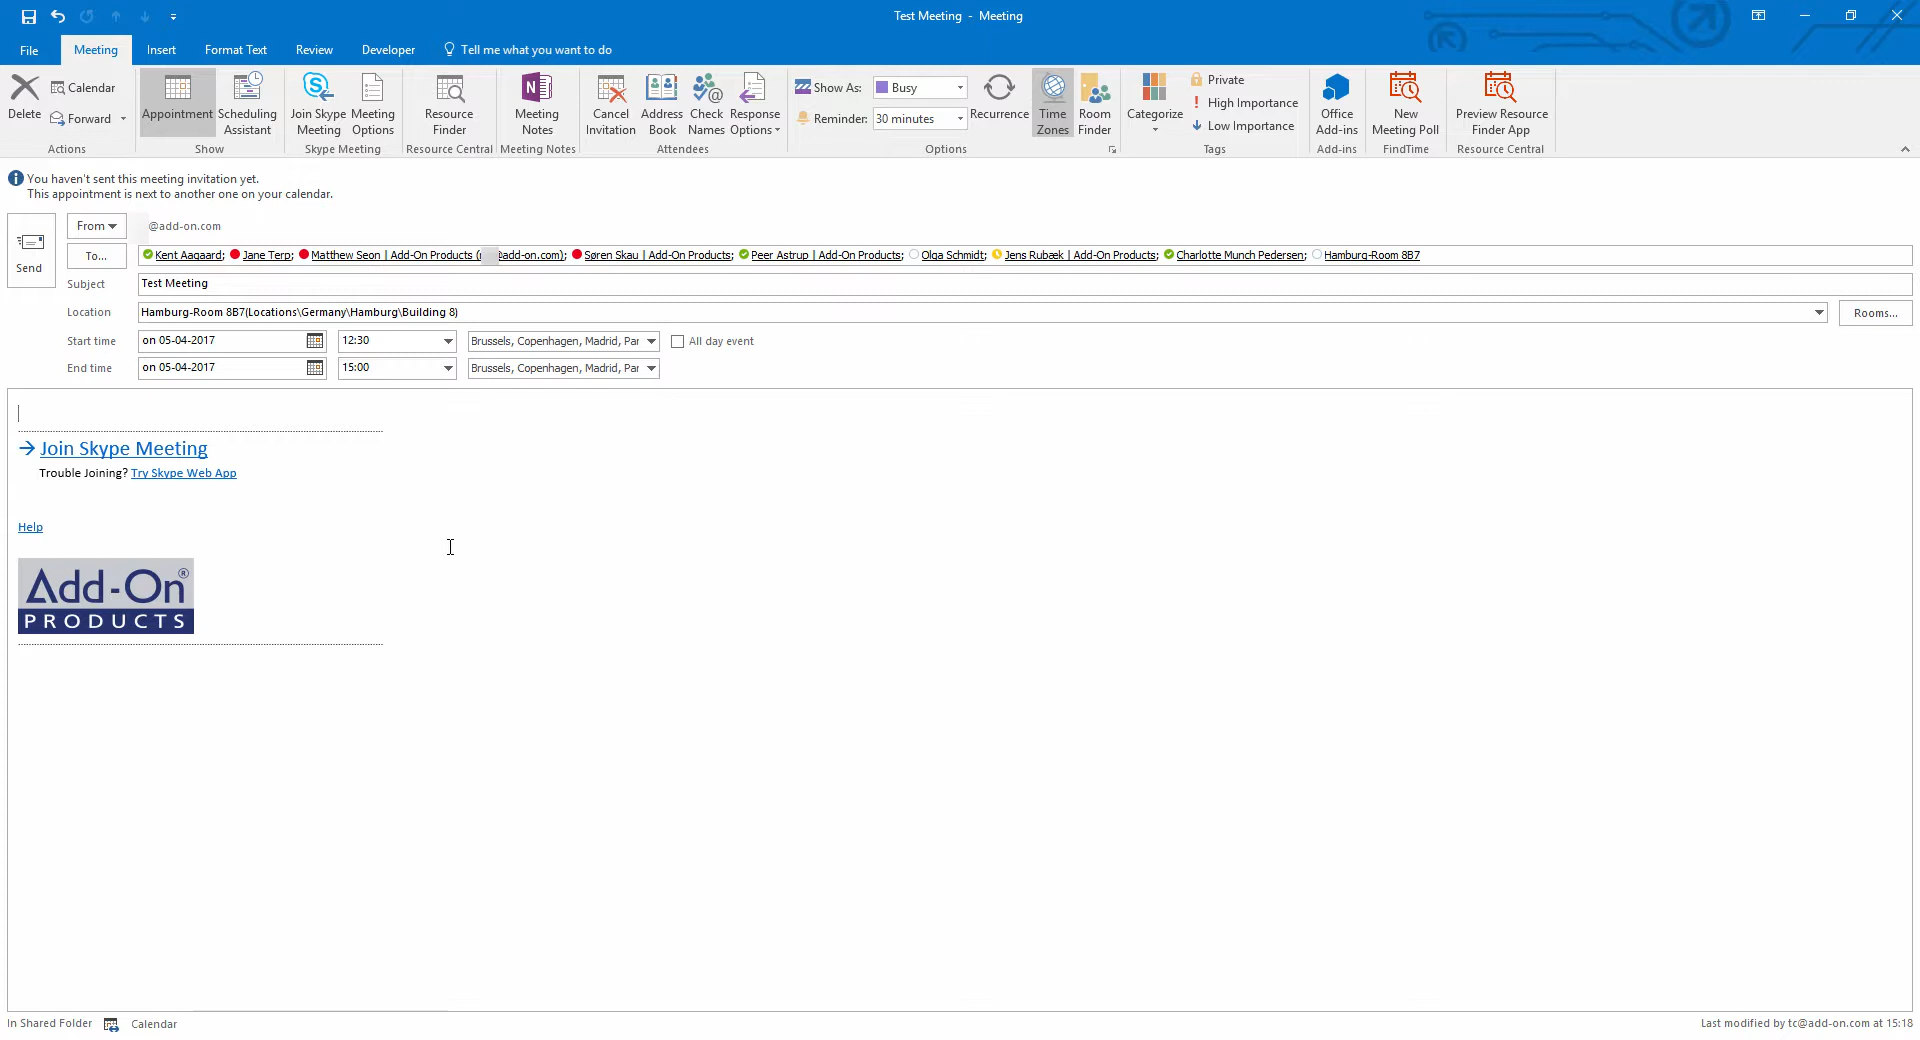 Test Meeting - Meeting
File Meeting Insert Format Text Review Developer Tell me what you want to do
Delete
Calendar
Forward
Actions
Appointment
Scheduling Assistant
Show
Join Skype Meeting
Meeting Options
Skype Meeting
Resource Finder
Resource Central
Meeting Notes
Meeting Notes
Cancel Invitation
Address Book
Check Names
Response Options
Attendees
Show As: Busy
Reminder: 30 minutes
Recurrence
Time Zones
Room Finder
Options
Categorize
Private
High Importance
Low Importance
Tags
Office Add-ins
Add-ins
New Meeting Poll
FindTime
Preview Resource Finder App
Resource Central
You haven't sent this meeting invitation yet.
This appointment is next to another one on your calendar.
Send
From @add-on.com
To... Kent Aagaard; Jane Terp; Matthew Seon | Add-On Products ( @add-on.com); Søren Skau | Add-On Products; Peer Astrup | Add-On Products; Olga Schmidt; Jens Rubæk | Add-On Products; Charlotte Munch Pedersen; Hamburg-Room 8B7
Subject Test Meeting
Location Hamburg-Room 8B7(Locations\Germany\Hamburg\Building 8) Rooms...
Start time on 05-04-2017 12:30 Brussels, Copenhagen, Madrid, Par All day event
End time on 05-04-2017 15:00 Brussels, Copenhagen, Madrid, Par
Join Skype Meeting
Trouble Joining? Try Skype Web App
Help
Add-On®
PRODUCTS
In Shared Folder Calendar Last modified by tc@add-on.com at 15:18